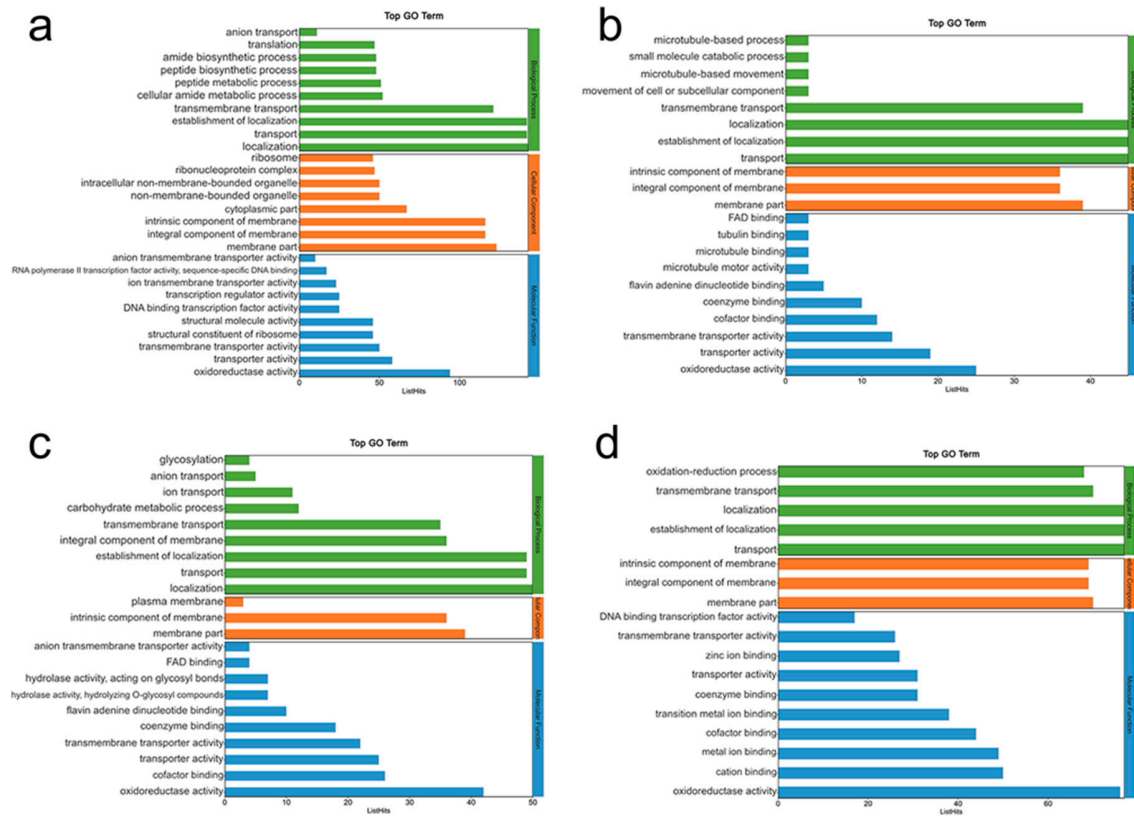 a
Top GO Term
anion transport
translation
amide biosynthetic process
peptide biosynthetic process
peptide metabolic process
cellular amide metabolic process
transmembrane transport
establishment of localization
transport
localization
Biological Process
ribosome
ribonucleoprotein complex
intracellular non-membrane-bounded organelle
non-membrane-bounded organelle
cytoplasmic part
intrinsic component of membrane
integral component of membrane
membrane part
Cellular Component
anion transmembrane transporter activity
RNA polymerase II transcription factor activity, sequence-specific DNA binding
ion transmembrane transporter activity
transcription regulator activity
DNA binding transcription factor activity
structural molecule activity
structural constituent of ribosome
transmembrane transporter activity
transporter activity
oxidoreductase activity
Molecular Function
0 50 100
ListHits
b
Top GO Term
microtubule-based process
small molecule catabolic process
microtubule-based movement
movement of cell or subcellular component
transmembrane transport
localization
establishment of localization
transport
intrinsic component of membrane
integral component of membrane
membrane part
FAD binding
tubulin binding
microtubule binding
microtubule motor activity
flavin adenine dinucleotide binding
coenzyme binding
cofactor binding
transmembrane transporter activity
transporter activity
oxidoreductase activity
0 10 20 30 40
ListHits
c
Top GO Term
glycosylation
anion transport
ion transport
carbohydrate metabolic process
transmembrane transport
integral component of membrane
establishment of localization
transport
localization
Biological Process
plasma membrane
intrinsic component of membrane
membrane part
ular Compon
anion transmembrane transporter activity
FAD binding
hydrolase activity, acting on glycosyl bonds
hydrolase activity, hydrolyzing O-glycosyl compounds
flavin adenine dinucleotide binding
coenzyme binding
transmembrane transporter activity
transporter activity
cofactor binding
oxidoreductase activity
Molecular Function
0 10 20 30 40 50
ListHits
d
Top GO Term
oxidation-reduction process
transmembrane transport
localization
establishment of localization
transport
Biological Process
intrinsic component of membrane
integral component of membrane
membrane part
ellular Compone
DNA binding transcription factor activity
transmembrane transporter activity
zinc ion binding
transporter activity
coenzyme binding
transition metal ion binding
cofactor binding
metal ion binding
cation binding
oxidoreductase activity
Molecular Function
0 20 40 60
ListHits